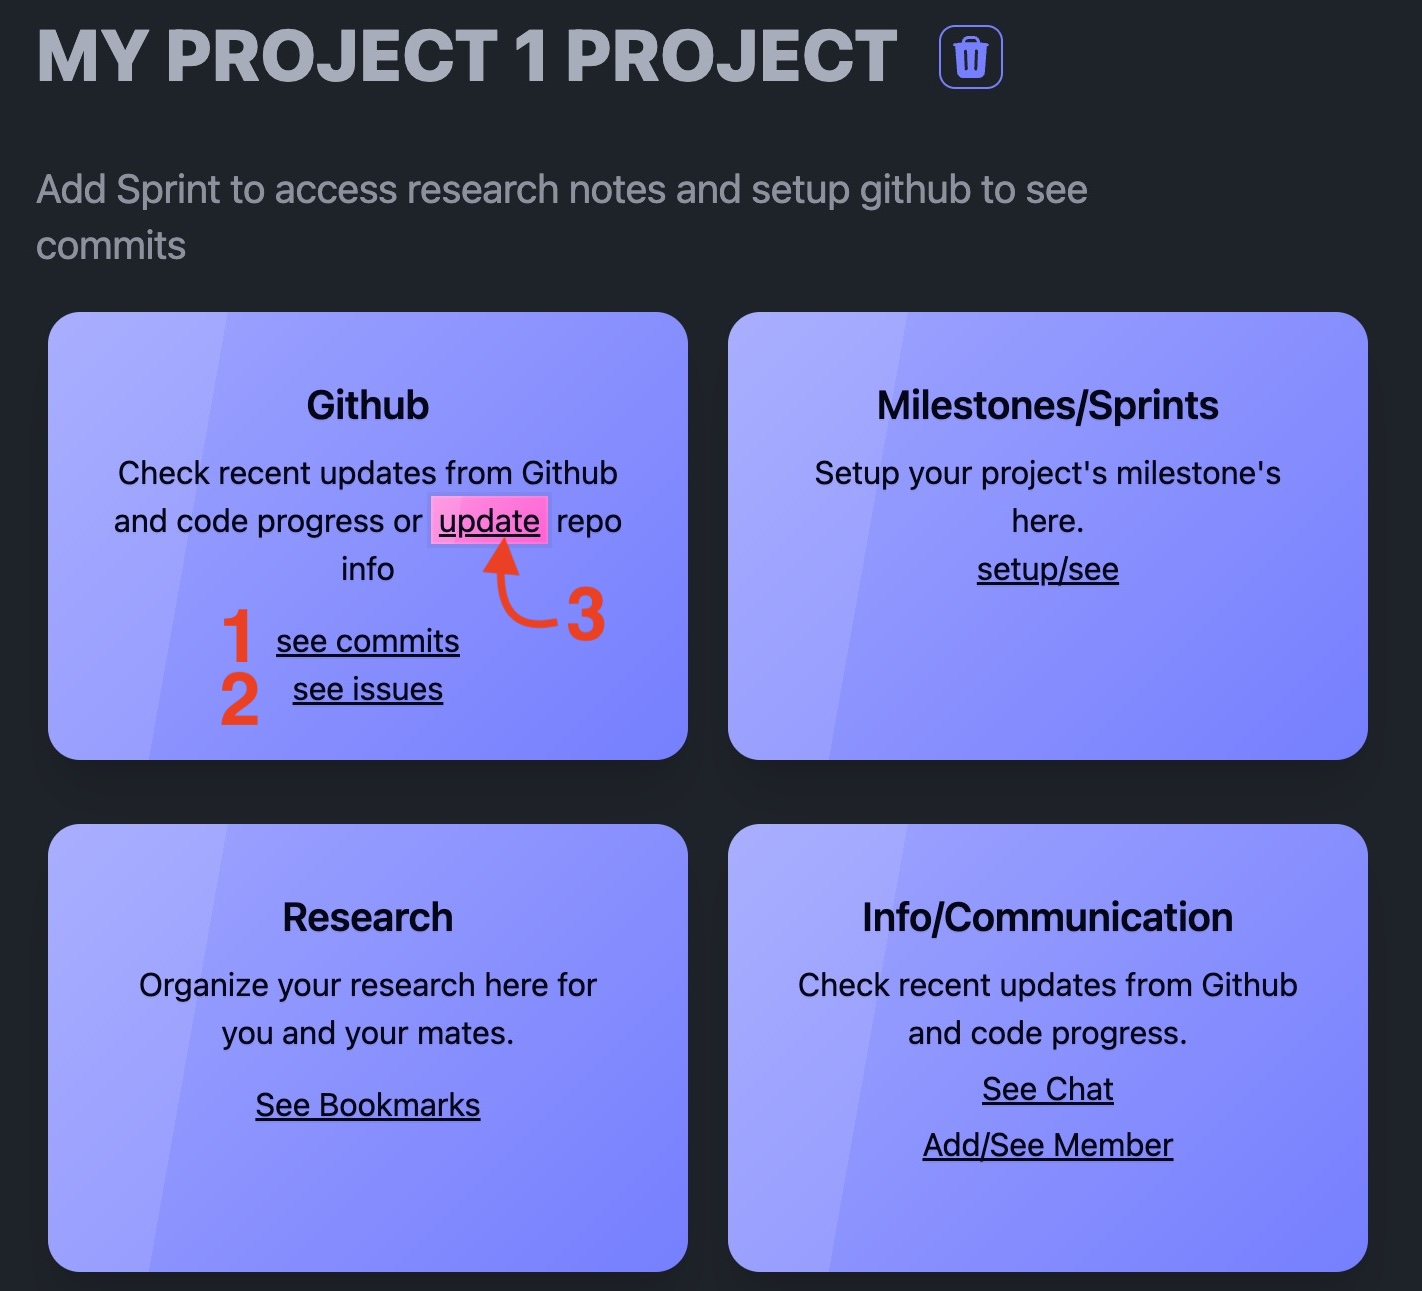 MY PROJECT 1 PROJECT
Add Sprint to access research notes and setup github to see
commits
Github
Check recent updates from Github
and code progress or update repo
info
3
1 see commits
2 see issues
Milestones/Sprints
Setup your project's milestone's
here.
setup/see
Research
Organize your research here for
you and your mates.
See Bookmarks
Info/Communication
Check recent updates from Github
and code progress.
See Chat
Add/See Member